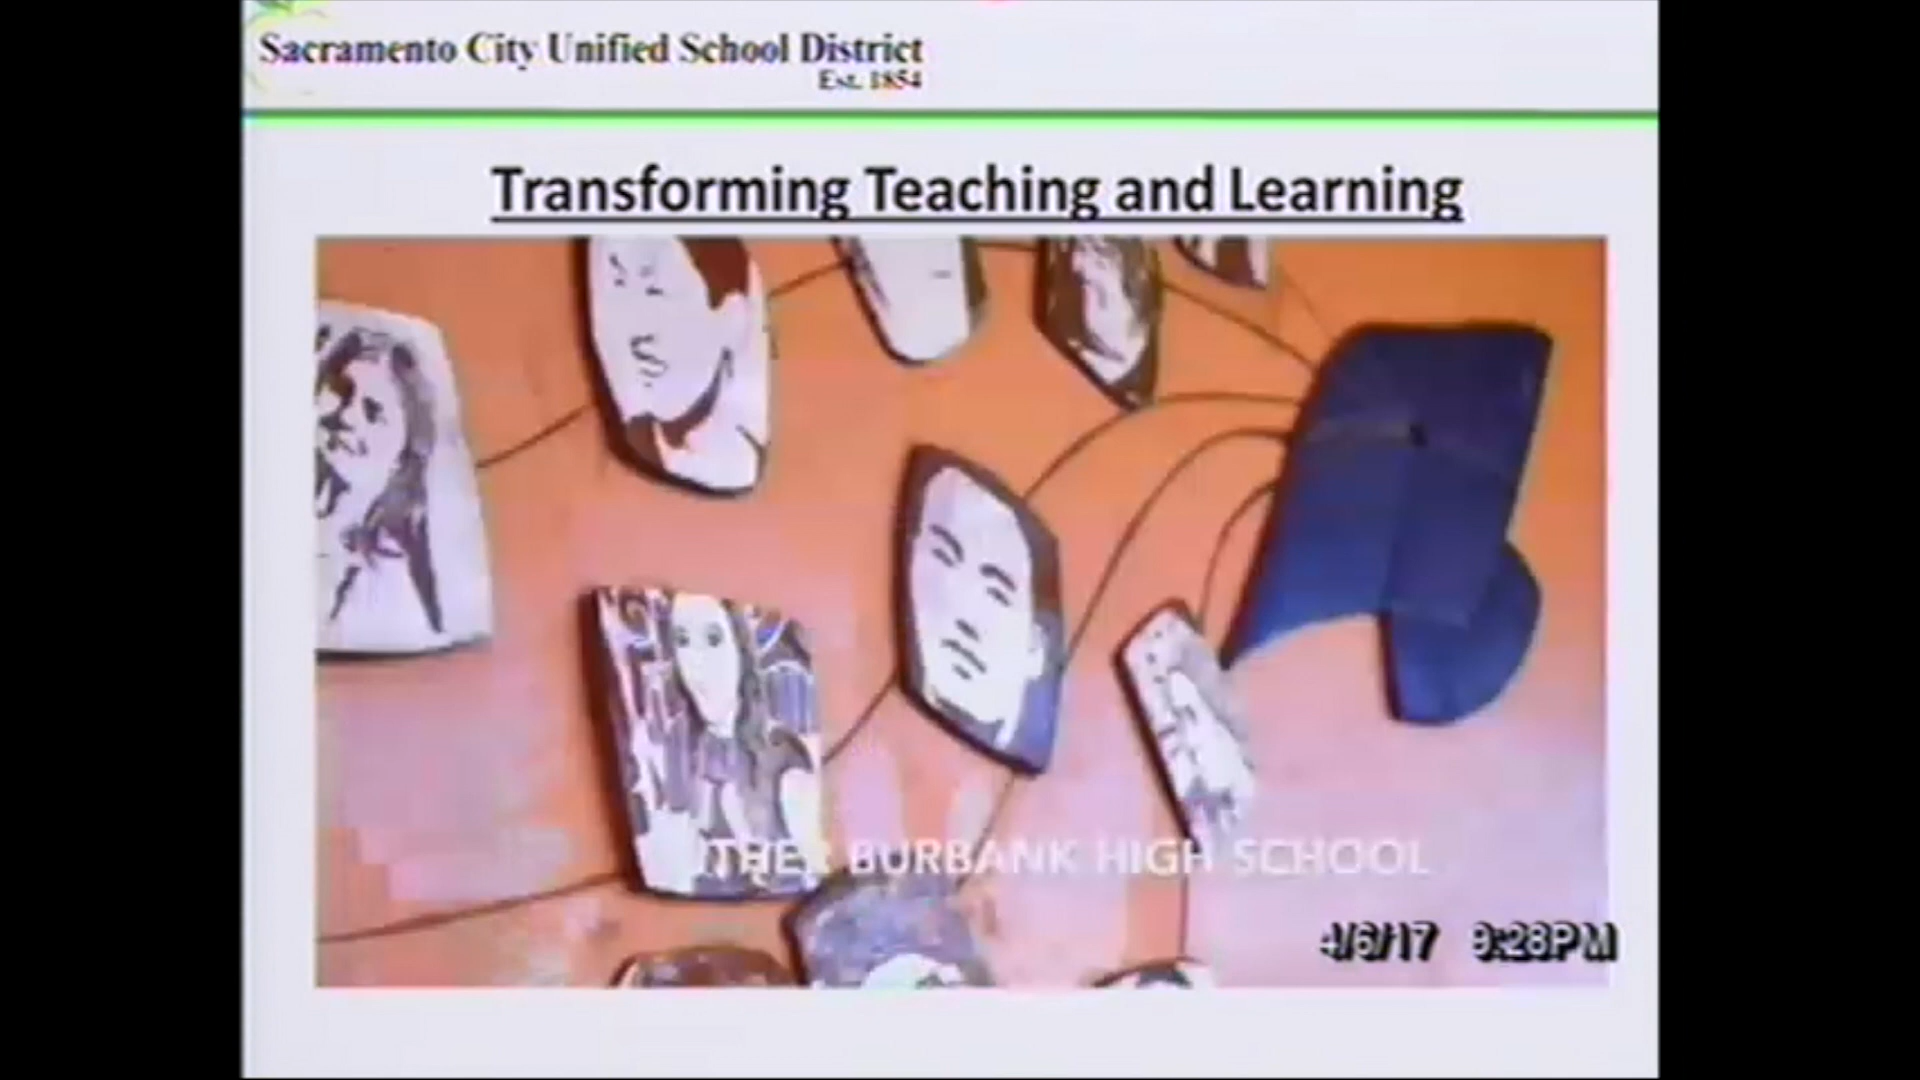 Sacramento City Unified School District
Est. 1854
Transforming Teaching and Learning
BURBANK HIGH SCHOOL
4/6/17 9:28PM